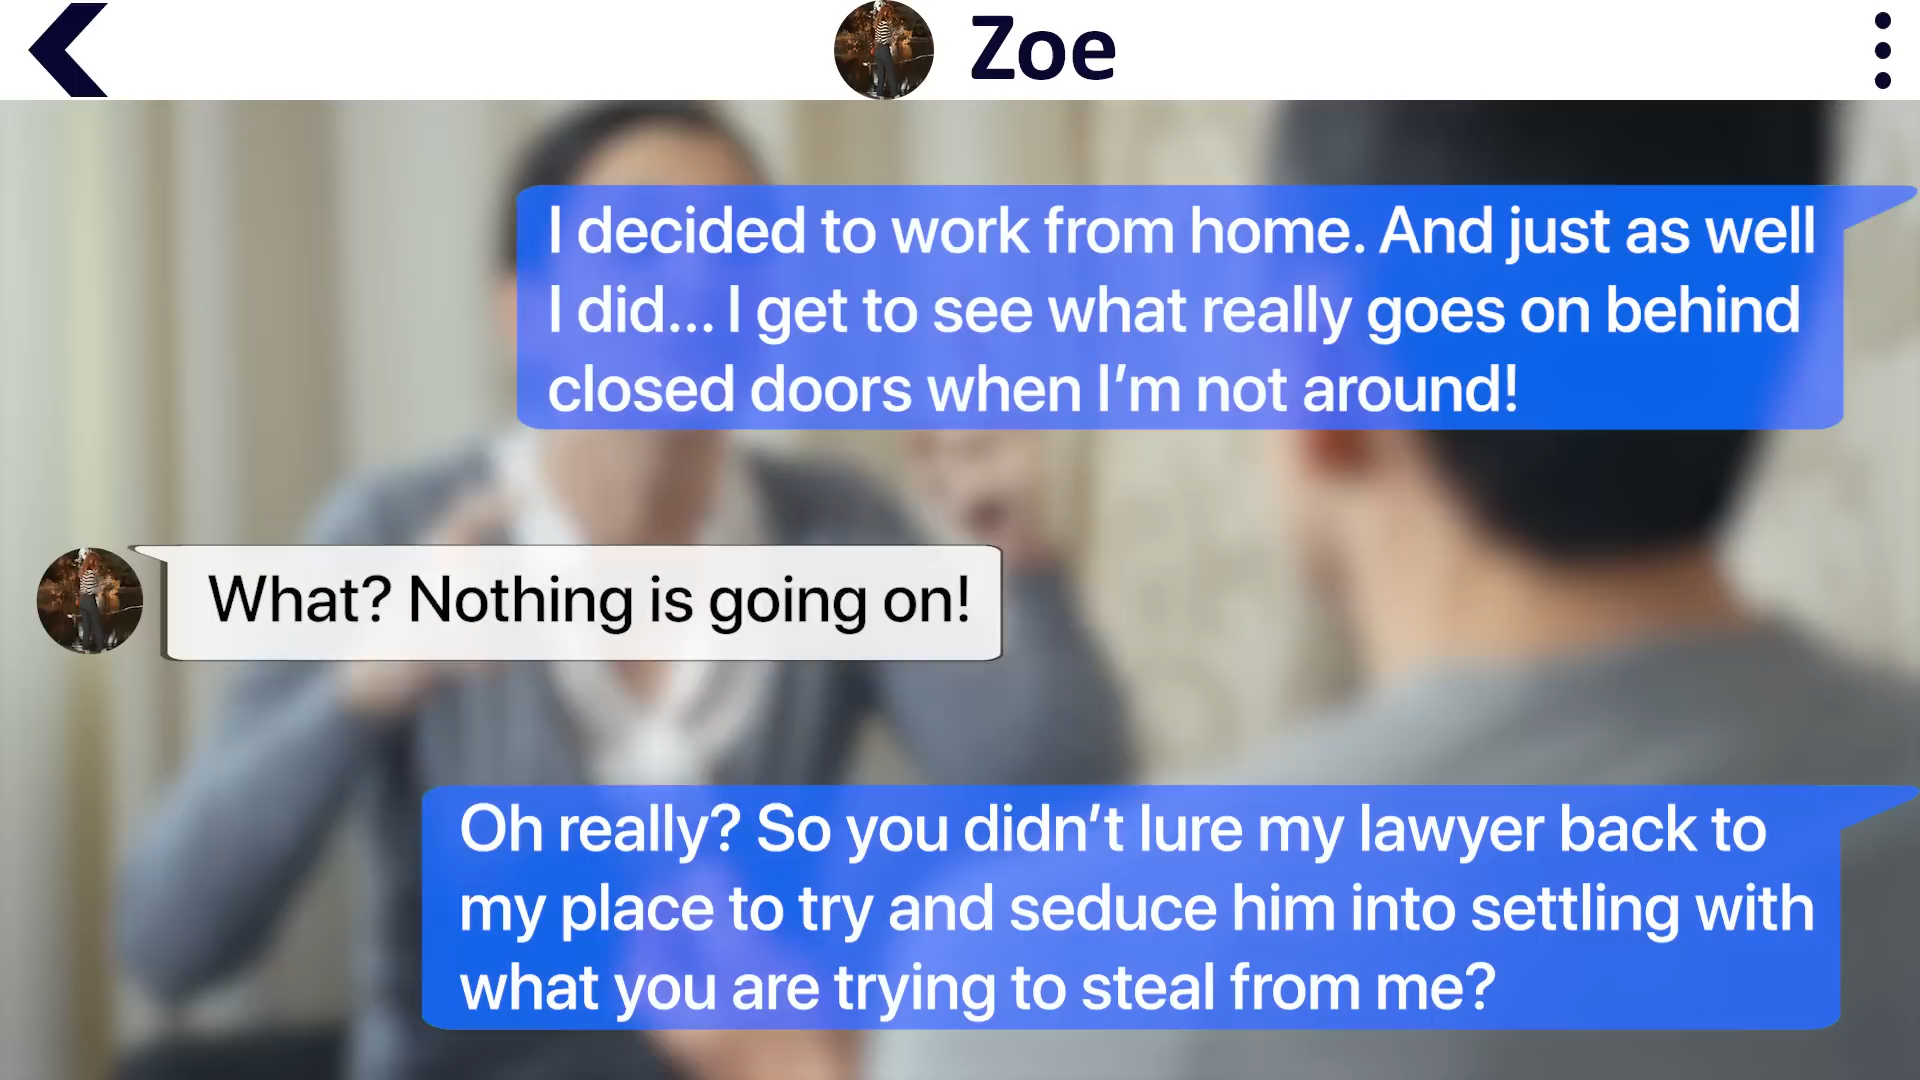 Zoe
I decided to work from home. And just as well
I did... I get to see what really goes on behind
closed doors when I’m not around!
What? Nothing is going on!
Oh really? So you didn’t lure my lawyer back to
my place to try and seduce him into settling with
what you are trying to steal from me?